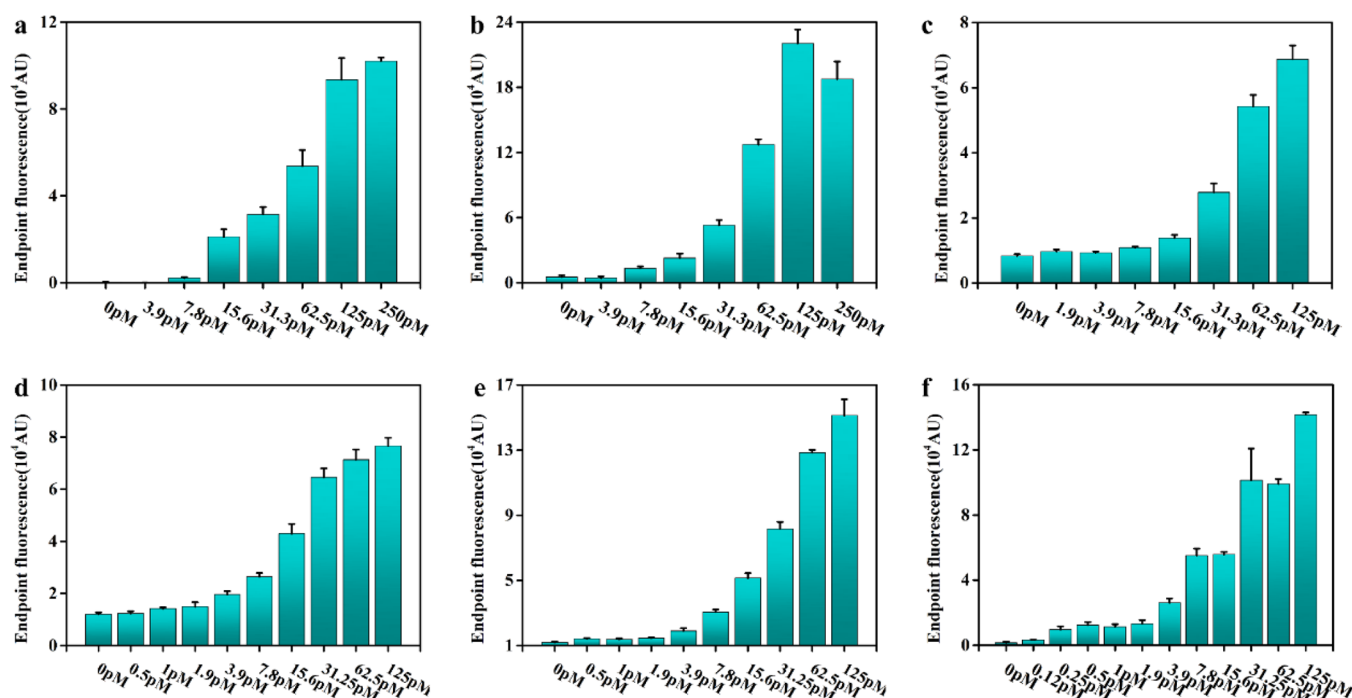 a
Endpoint fluorescence(10⁴AU)
12
8
4
0
0pM 3.9pM 7.8pM 15.6pM 31.3pM 62.5pM 125pM 250pM
b
Endpoint fluorescence(10⁴AU)
24
18
12
6
0
0pM 3.9pM 7.8pM 15.6pM 31.3pM 62.5pM 125pM 250pM
c
Endpoint fluorescence(10⁴AU)
8
6
4
2
0
0pM 1.9pM 3.9pM 7.8pM 15.6pM 31.3pM 62.5pM 125pM
d
Endpoint fluorescence(10⁴AU)
10
8
6
4
2
0
0pM 0.5pM 1pM 1.9pM 3.9pM 7.8pM 15.6pM 31.25pM 62.5pM 125pM
e
Endpoint fluorescence(10⁴AU)
17
13
9
5
1
0pM 0.5pM 1pM 1.9pM 3.9pM 7.8pM 15.6pM 31.25pM 62.5pM 125pM
f
Endpoint fluorescence(10⁴AU)
16
12
8
4
0
0pM 0.12pM 0.25pM 0.5pM 1pM 1.9pM 3.9pM 7.8pM 15.6pM 62.5pM 125pM